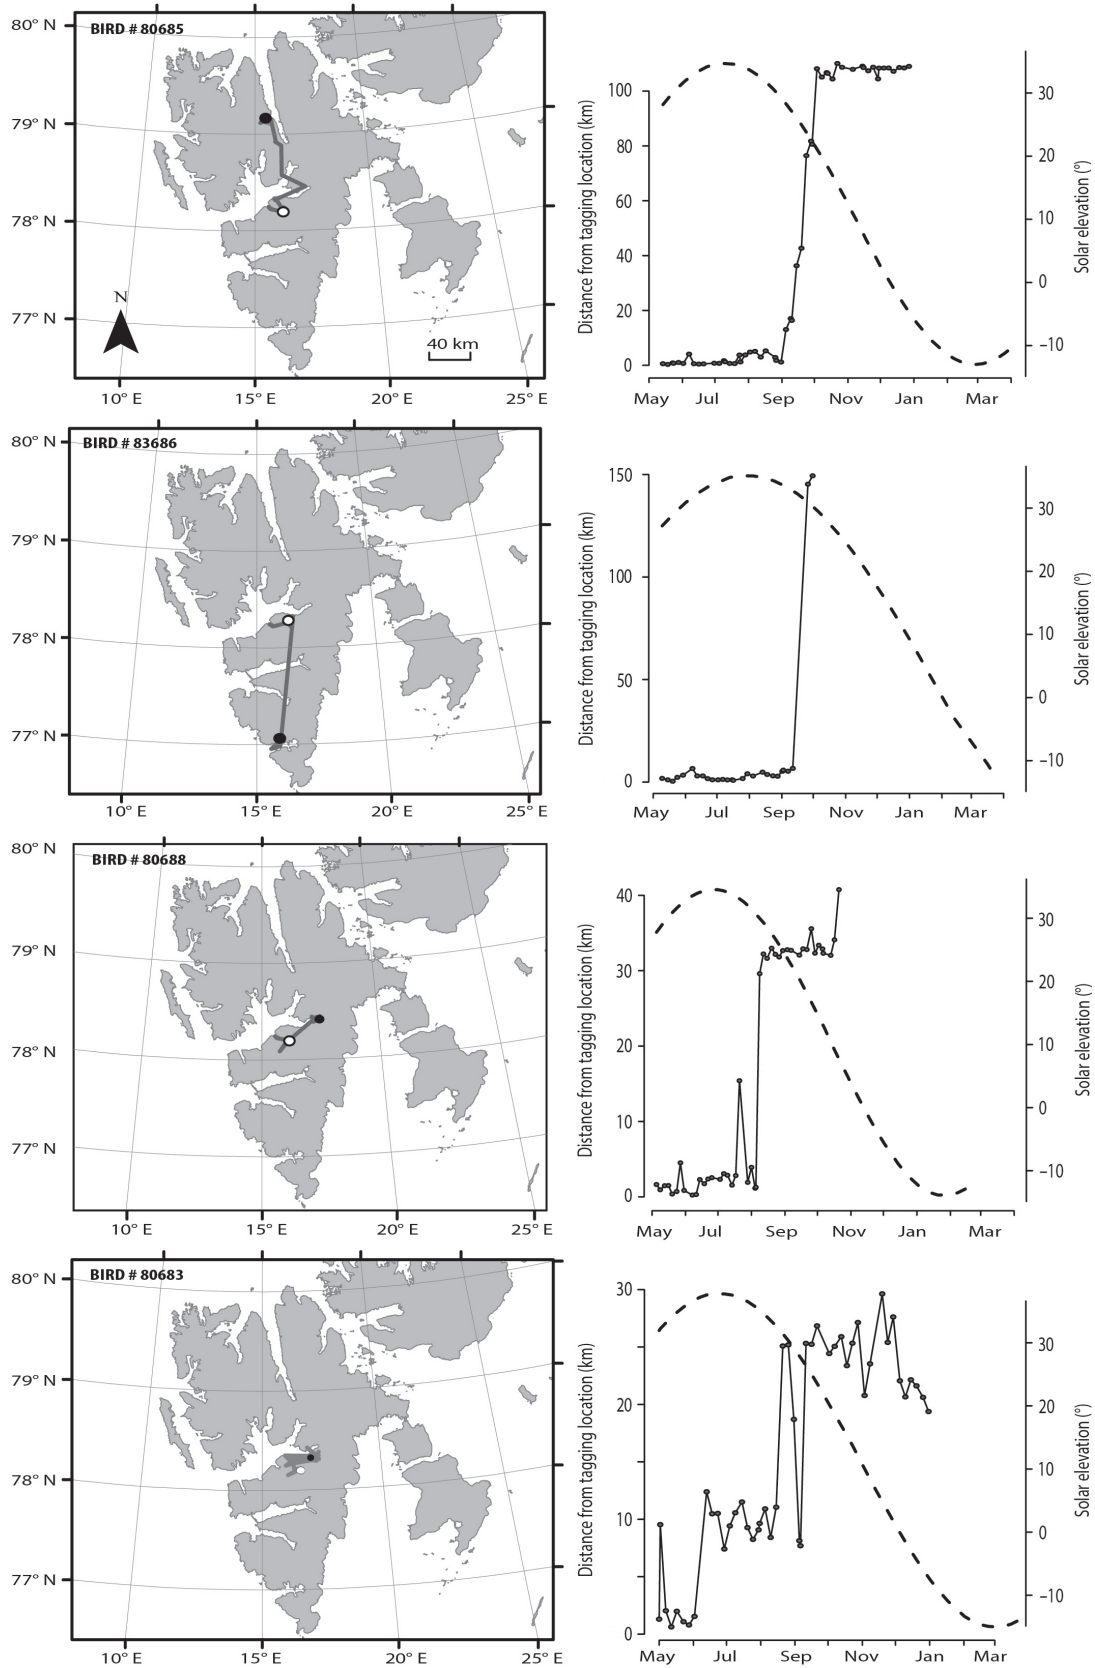 80° N
BIRD # 80685
79° N
78° N
77° N
N
40 km
10° E
15° E
20° E
25° E
Distance from tagging location (km)
100
80
60
40
20
0
Solar elevation (°)
30
20
10
0
−10
May
Jul
Sep
Nov
Jan
Mar
80° N
BIRD # 83686
79° N
78° N
77° N
10° E
15° E
20° E
25° E
Distance from tagging location (km)
150
100
50
0
Solar elevation (°)
30
20
10
0
−10
May
Jul
Sep
Nov
Jan
Mar
80° N
BIRD # 80688
79° N
78° N
77° N
10° E
15° E
20° E
25° E
Distance from tagging location (km)
40
30
20
10
0
Solar elevation (°)
30
20
10
0
−10
May
Jul
Sep
Nov
Jan
Mar
80° N
BIRD # 80683
79° N
78° N
77° N
10° E
15° E
20° E
25° E
Distance from tagging location (km)
30
20
10
0
Solar elevation (°)
30
20
10
0
−10
May
Jul
Sep
Nov
Jan
Mar